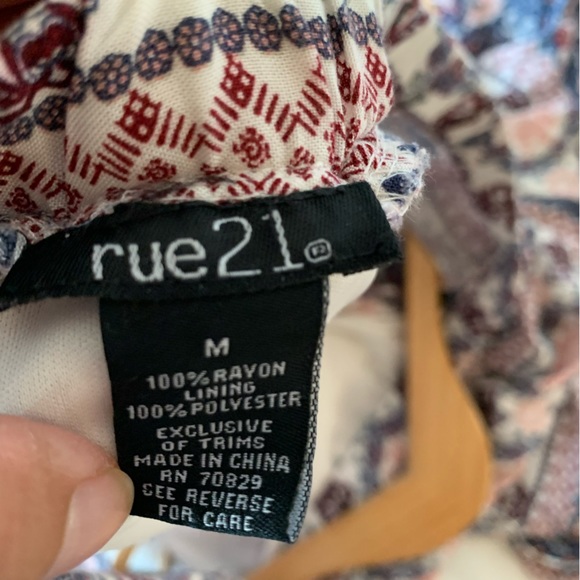 rue21
M
100% RAYON
LINING
100% POLYESTER
EXCLUSIVE
OF TRIMS
MADE IN CHINA
RN 70829
SEE REVERSE
FOR CARE